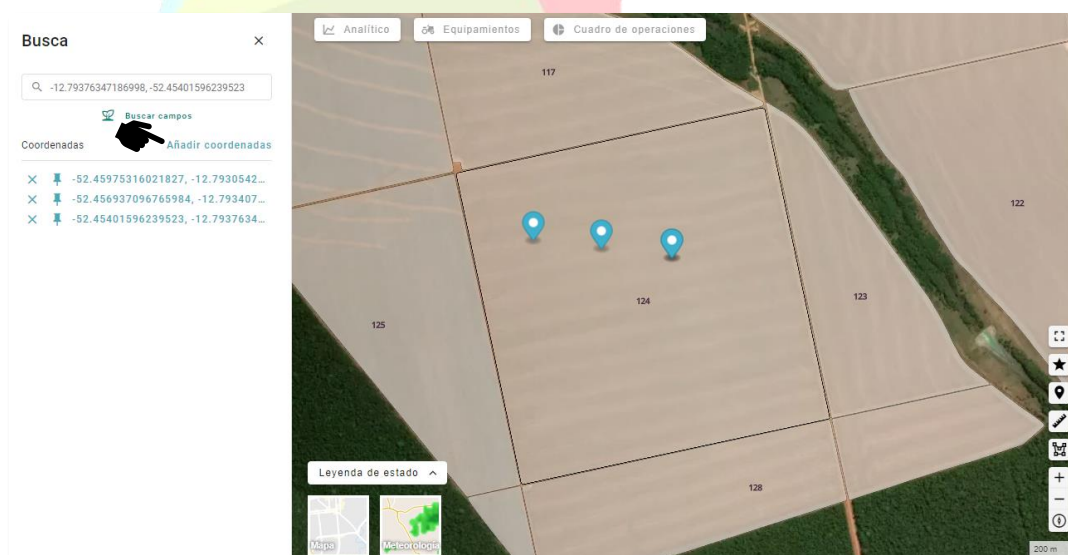 Busca
-12.79376347186998, -52.45401596239523
Buscar campos
Coordenadas
Añadir coordenadas
-52.45975316021827, -12.7930542...
-52.456937096765984, -12.793407...
-52.45401596239523, -12.7937634...
Analítico
Equipamientos
Cuadro de operaciones
117
122
124
123
125
128
Leyenda de estado
Mapa
Meteorología
200 m